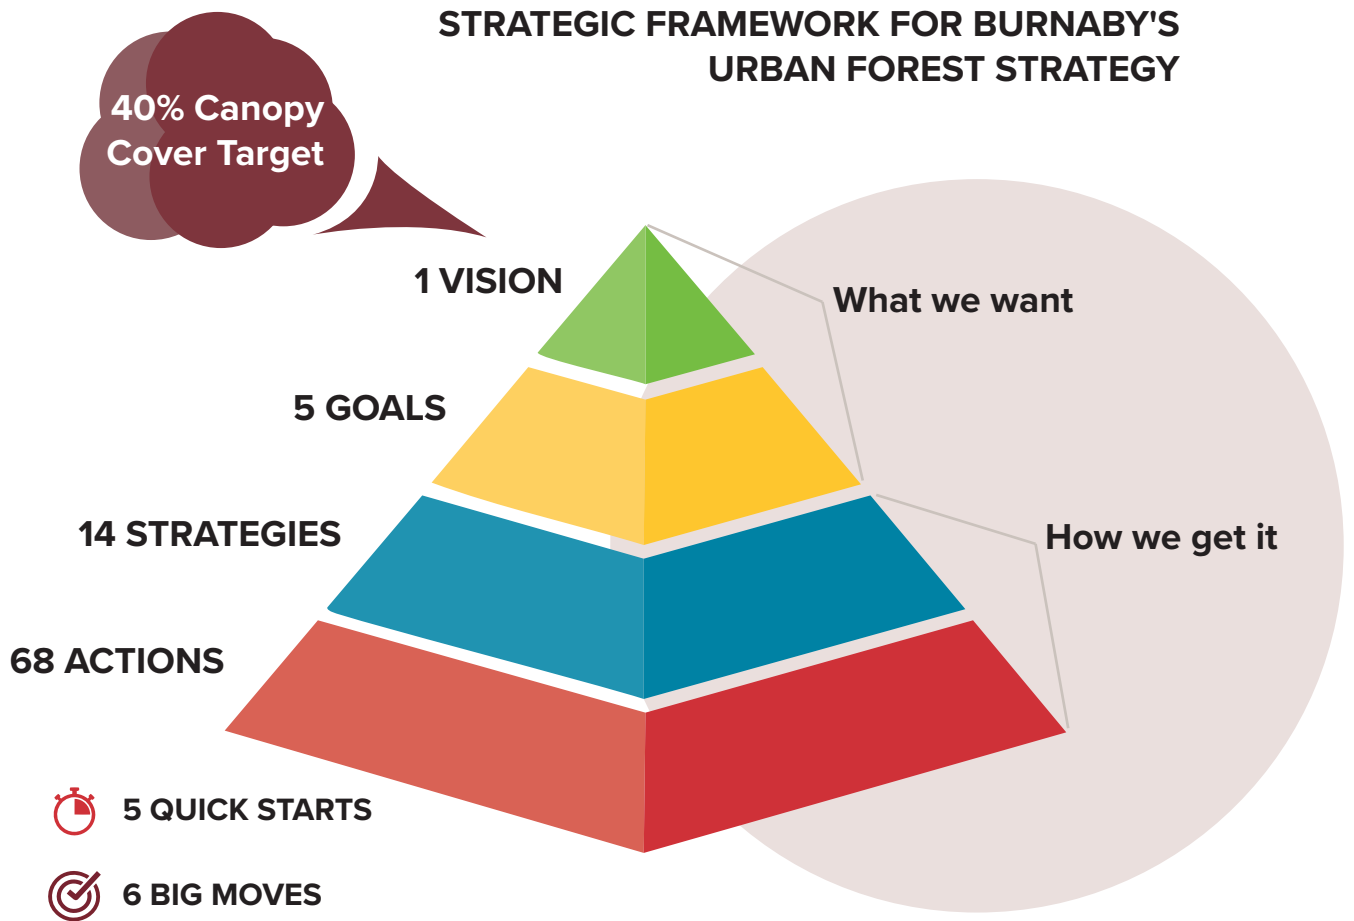 STRATEGIC FRAMEWORK FOR BURNABY'S
URBAN FOREST STRATEGY
40% Canopy
Cover Target
1 VISION
What we want
5 GOALS
14 STRATEGIES
How we get it
68 ACTIONS
5 QUICK STARTS
6 BIG MOVES